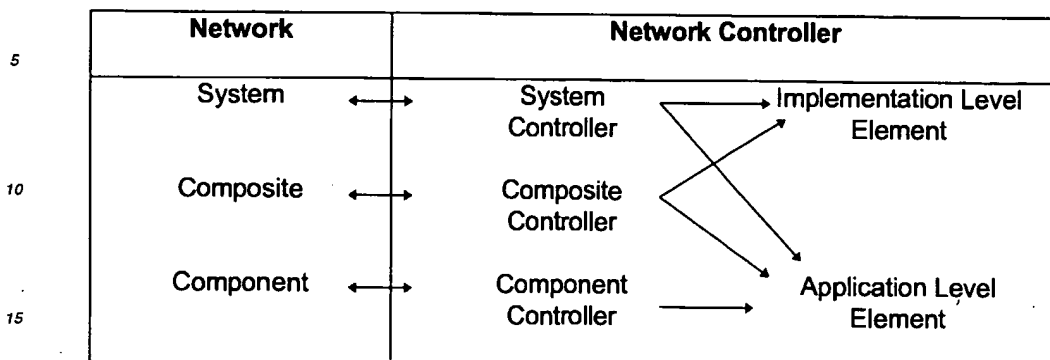 Network Network Controller
5
System System Implementation Level
Controller Element
10 Composite Composite
Controller
Component Component Application Level
15 Controller Element